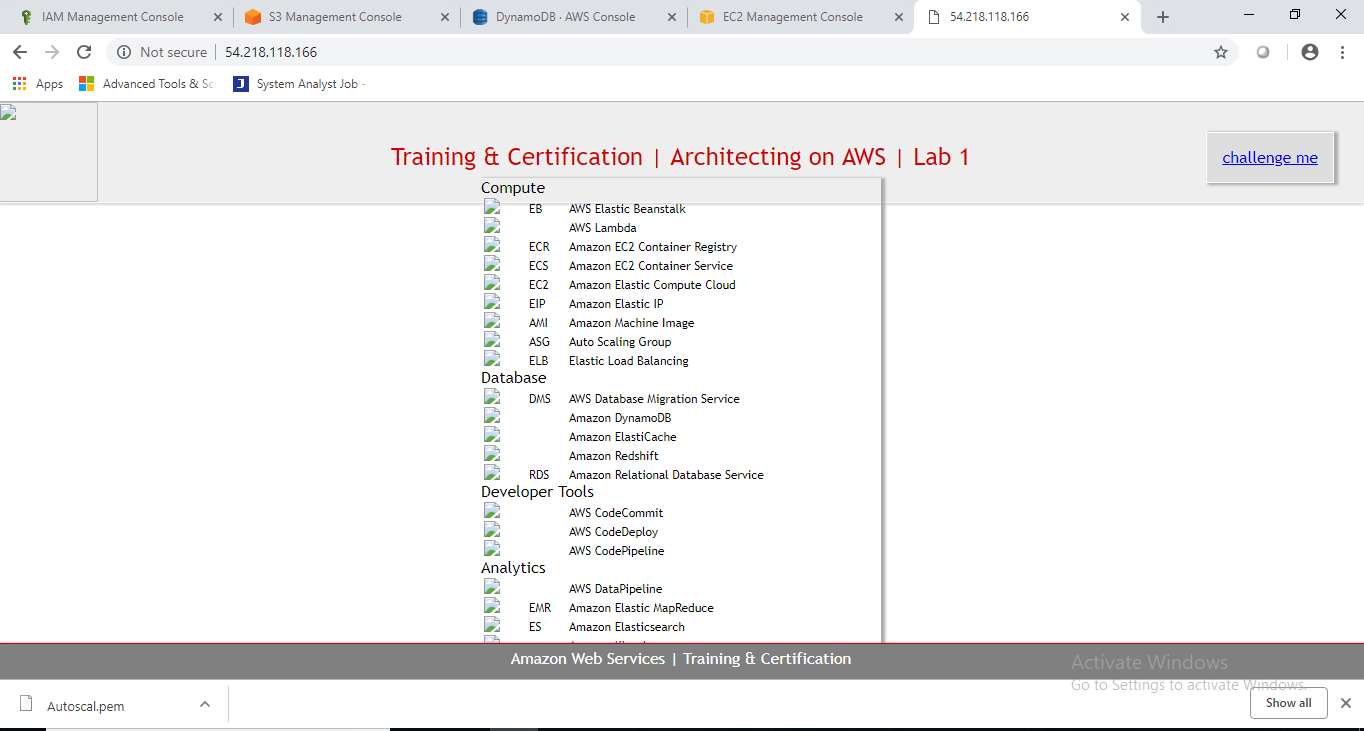 IAM Management Console
S3 Management Console
DynamoDB · AWS Console
EC2 Management Console
54.218.118.166
Not secure
54.218.118.166
Apps
Advanced Tools & Sc
System Analyst Job -
Training & Certification | Architecting on AWS | Lab 1
challenge me
Compute
EB AWS Elastic Beanstalk
AWS Lambda
ECR Amazon EC2 Container Registry
ECS Amazon EC2 Container Service
EC2 Amazon Elastic Compute Cloud
EIP Amazon Elastic IP
AMI Amazon Machine Image
ASG Auto Scaling Group
ELB Elastic Load Balancing
Database
DMS AWS Database Migration Service
Amazon DynamoDB
Amazon ElastiCache
Amazon Redshift
RDS Amazon Relational Database Service
Developer Tools
AWS CodeCommit
AWS CodeDeploy
AWS CodePipeline
Analytics
AWS DataPipeline
EMR Amazon Elastic MapReduce
ES Amazon Elasticsearch
Amazon Web Services | Training & Certification
Activate Windows
Go to Settings to activate Windows.
Autoscal.pem
Show all